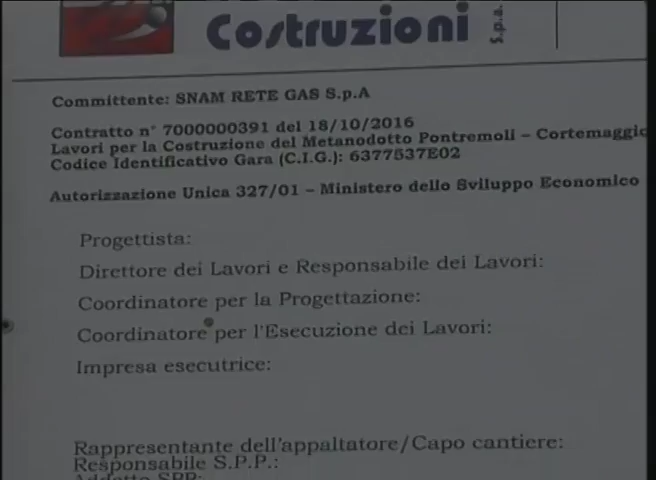 Costruzioni S.p.a.
Committente: SNAM RETE GAS S.p.A
Contratto n° 7000000391 del 18/10/2016
Lavori per la Costruzione del Metanodotto Pontremoli – Cortemaggio
Codice Identificativo Gara (C.I.G.): 6377537E02
Autorizzazione Unica 327/01 – Ministero dello Sviluppo Economico
Progettista:
Direttore dei Lavori e Responsabile dei Lavori:
Coordinatore per la Progettazione:
Coordinatore per l'Esecuzione dei Lavori:
Impresa esecutrice:
Rappresentante dell'appaltatore/Capo cantiere:
Responsabile S.P.P.:
Addetto SPP: